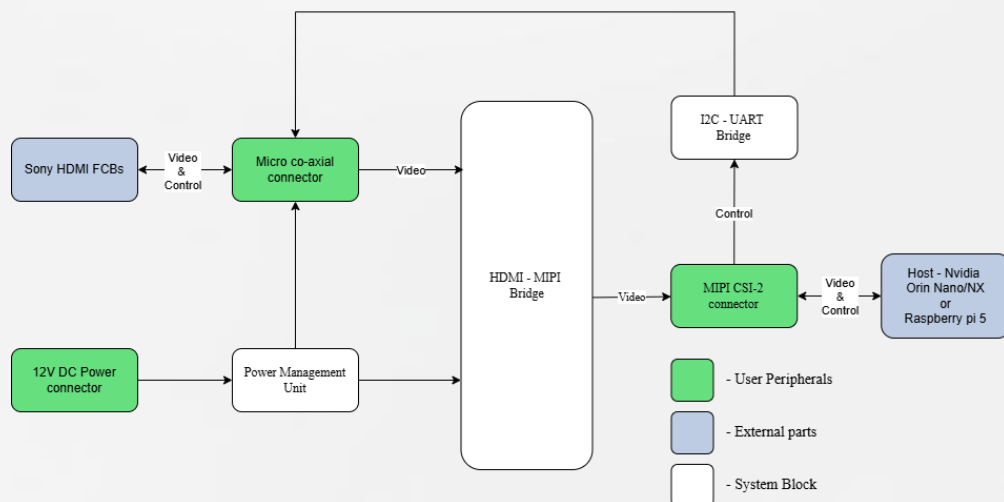 I2C - UART
Bridge
Sony HDMI FCBs
Video
&
Control
Micro co-axial
connector
Video
Control
HDMI - MIPI
Bridge
Video
MIPI CSI-2
connector
Video
&
Control
Host - Nvidia
Orin Nano/NX
or
Raspberry pi 5
12V DC Power
connector
Power Management
Unit
- User Peripherals
- External parts
- System Block